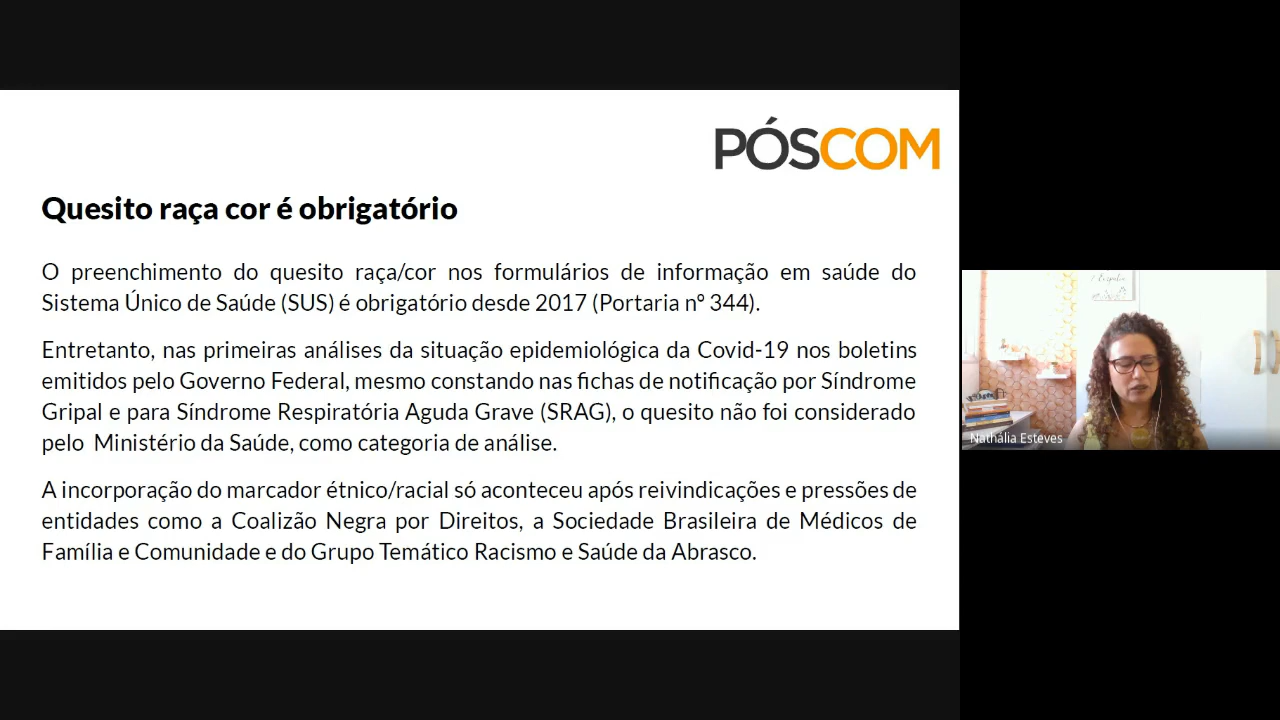 PÓSCOM
Quesito raça cor é obrigatório
O preenchimento do quesito raça/cor nos formulários de informação em saúde do
Sistema Único de Saúde (SUS) é obrigatório desde 2017 (Portaria nº 344).
Entretanto, nas primeiras análises da situação epidemiológica da Covid-19 nos boletins
emitidos pelo Governo Federal, mesmo constando nas fichas de notificação por Síndrome
Gripal e para Síndrome Respiratória Aguda Grave (SRAG), o quesito não foi considerado
pelo Ministério da Saúde, como categoria de análise.
A incorporação do marcador étnico/racial só aconteceu após reivindicações e pressões de
entidades como a Coalizão Negra por Direitos, a Sociedade Brasileira de Médicos de
Família e Comunidade e do Grupo Temático Racismo e Saúde da Abrasco.
Nathália Esteves